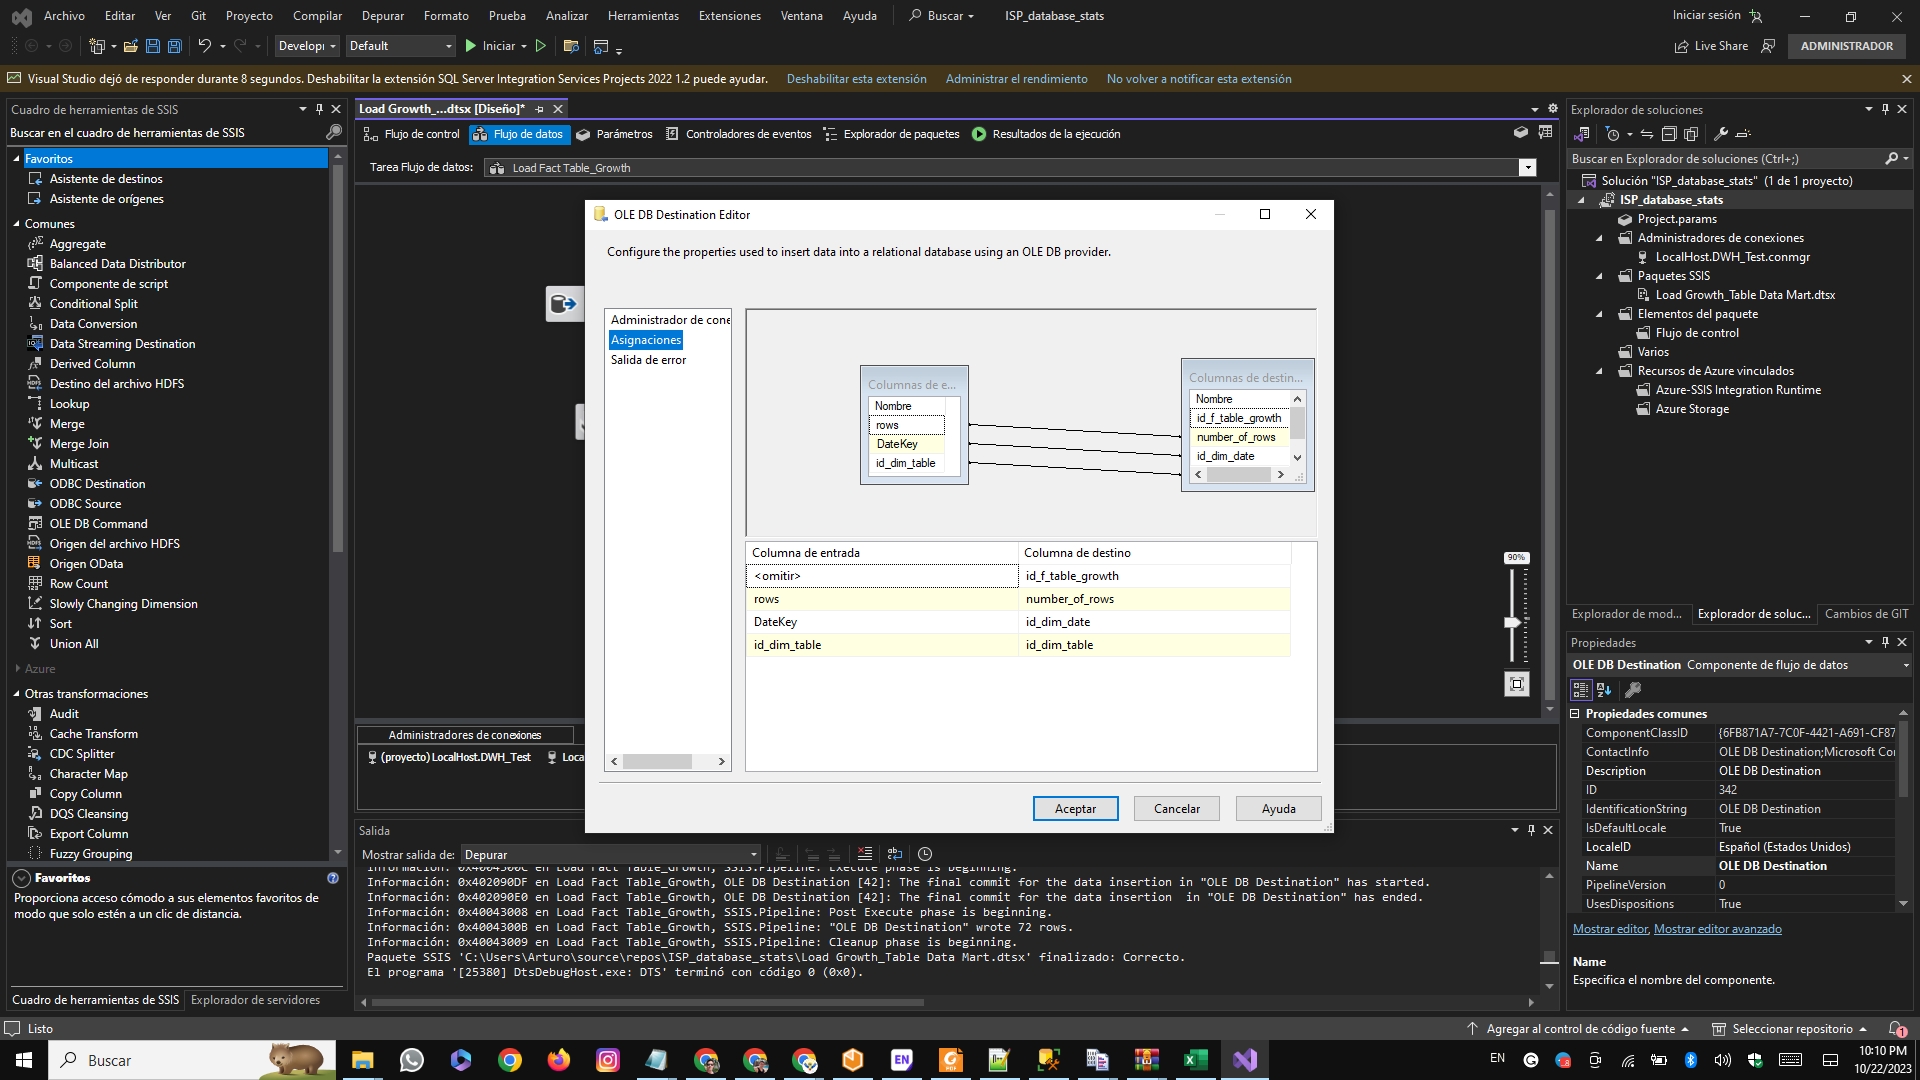 Archivo Editar Ver Git Proyecto Compilar Depurar Formato Prueba Analizar Herramientas Extensiones Ventana Ayuda Buscar ISP_database_stats Iniciar sesión
Developi Default Iniciar Live Share ADMINISTRADOR
Visual Studio dejó de responder durante 8 segundos. Deshabilitar la extensión SQL Server Integration Services Projects 2022 1.2 puede ayudar. Deshabilitar esta extensión Administrar el rendimiento No volver a notificar esta extensión
Cuadro de herramientas de SSIS
Buscar en el cuadro de herramientas de SSIS
Favoritos
Asistente de destinos
Asistente de orígenes
Comunes
Aggregate
Balanced Data Distributor
Componente de script
Conditional Split
Data Conversion
Data Streaming Destination
Derived Column
Destino del archivo HDFS
Lookup
Merge
Merge Join
Multicast
ODBC Destination
ODBC Source
OLE DB Command
Origen del archivo HDFS
Origen OData
Row Count
Slowly Changing Dimension
Sort
Union All
Azure
Otras transformaciones
Audit
Cache Transform
CDC Splitter
Character Map
Copy Column
DQS Cleansing
Export Column
Fuzzy Grouping
Favoritos
Proporciona acceso cómodo a sus elementos favoritos de
modo que solo estén a un clic de distancia.
Cuadro de herramientas de SSIS Explorador de servidores
Load Growth_...dtsx [Diseño]*
Flujo de control Flujo de datos Parámetros Controladores de eventos Explorador de paquetes Resultados de la ejecución
Tarea Flujo de datos: Load Fact Table_Growth
OLE DB Destination Editor
Configure the properties used to insert data into a relational database using an OLE DB provider.
Administrador de cone
Asignaciones
Salida de error
Columnas de e...
Nombre
rows
DateKey
id_dim_table
Columnas de destin...
Nombre
id_f_table_growth
number_of_rows
id_dim_date
Columna de entrada Columna de destino
<omitir> id_f_table_growth
rows number_of_rows
DateKey id_dim_date
id_dim_table id_dim_table
Aceptar Cancelar Ayuda
90%
Administradores de conexiones
(proyecto) LocalHost.DWH_Test Loca
Salida
Mostrar salida de: Depurar
Información: 0x4004300C en Load Fact Table_Growth, SSIS.Pipeline: Execute phase is beginning.
Información: 0x402090DF en Load Fact Table_Growth, OLE DB Destination [42]: The final commit for the data insertion in "OLE DB Destination" has started.
Información: 0x402090E0 en Load Fact Table_Growth, OLE DB Destination [42]: The final commit for the data insertion  in "OLE DB Destination" has ended.
Información: 0x40043008 en Load Fact Table_Growth, SSIS.Pipeline: Post Execute phase is beginning.
Información: 0x4004300B en Load Fact Table_Growth, SSIS.Pipeline: "OLE DB Destination" wrote 72 rows.
Información: 0x40043009 en Load Fact Table_Growth, SSIS.Pipeline: Cleanup phase is beginning.
Paquete SSIS 'C:\Users\Arturo\source\repos\ISP_database_stats\Load Growth_Table Data Mart.dtsx' finalizado: Correcto.
El programa '[25380] DtsDebugHost.exe: DTS' terminó con código 0 (0x0).
Explorador de soluciones
Buscar en Explorador de soluciones (Ctrl+;)
Solución "ISP_database_stats" (1 de 1 proyecto)
ISP_database_stats
Project.params
Administradores de conexiones
LocalHost.DWH_Test.conmgr
Paquetes SSIS
Load Growth_Table Data Mart.dtsx
Elementos del paquete
Flujo de control
Varios
Recursos de Azure vinculados
Azure-SSIS Integration Runtime
Azure Storage
Explorador de mod... Explorador de soluc... Cambios de GIT
Propiedades
OLE DB Destination Componente de flujo de datos
Propiedades comunes
ComponentClassID {6FB871A7-7C0F-4421-A691-CF87
ContactInfo OLE DB Destination;Microsoft Co
Description OLE DB Destination
ID 342
IdentificationString OLE DB Destination
IsDefaultLocale True
LocaleID Español (Estados Unidos)
Name OLE DB Destination
PipelineVersion 0
UsesDispositions True
Mostrar editor, Mostrar editor avanzado
Name
Especifica el nombre del componente.
Listo Agregar al control de código fuente Seleccionar repositorio 1
Buscar EN EN 10:10 PM
10/22/2023